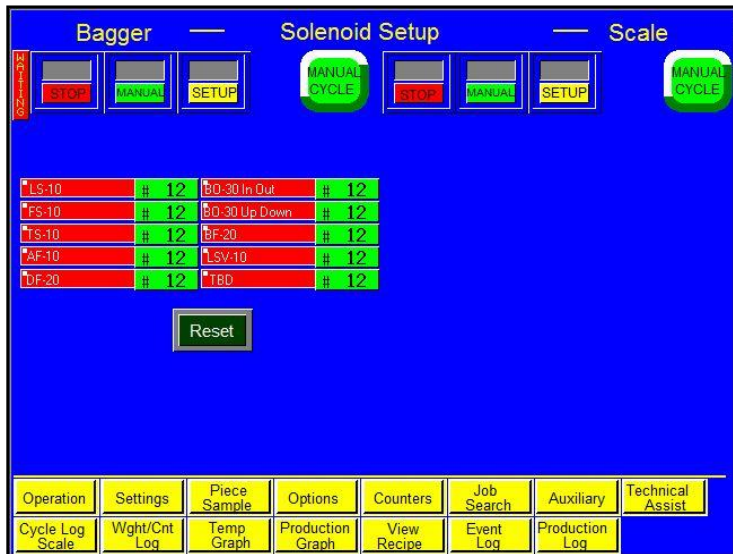 Bagger — Solenoid Setup — Scale
WAITING
STOP MANUAL SETUP MANUAL CYCLE STOP MANUAL SETUP MANUAL CYCLE
LS-10 # 12 BO-30 In Out # 12
FS-10 # 12 BO-30 Up Down # 12
TS-10 # 12 BF-20 # 12
AF-10 # 12 LSV-10 # 12
DF-20 # 12 TBD # 12
Reset
Operation Settings Piece Sample Options Counters Job Search Auxiliary Technical Assist
Cycle Log Scale Wght/Cnt Log Temp Graph Production Graph View Recipe Event Log Production Log